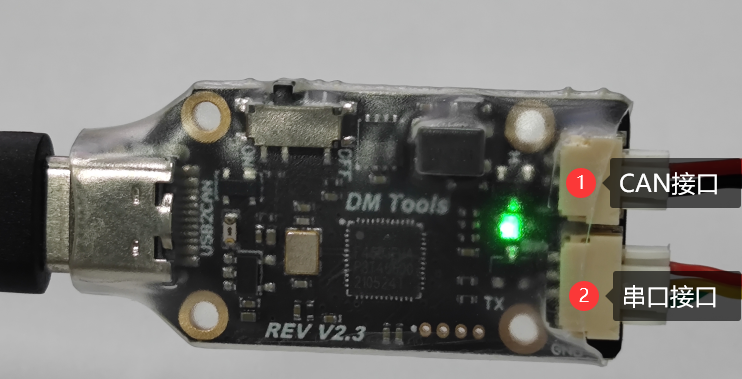 ON
OFF
USB2CAN
DM Tools
1
CAN接口
2
串口接口
TX
REV V2.3